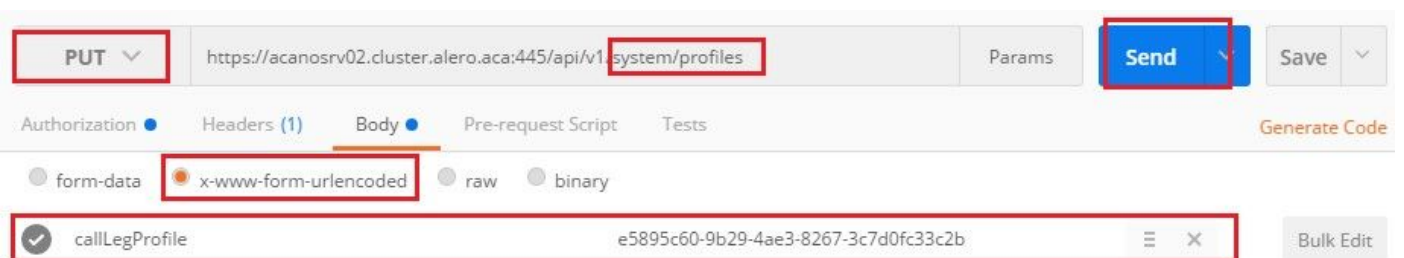 PUT https://acanosrv02.cluster.alero.aca:445/api/v1/system/profiles Params Send Save
Authorization Headers (1) Body Pre-request Script Tests Generate Code
form-data x-www-form-urlencoded raw binary
callLegProfile e5895c60-9b29-4ae3-8267-3c7d0fc33c2b Bulk Edit